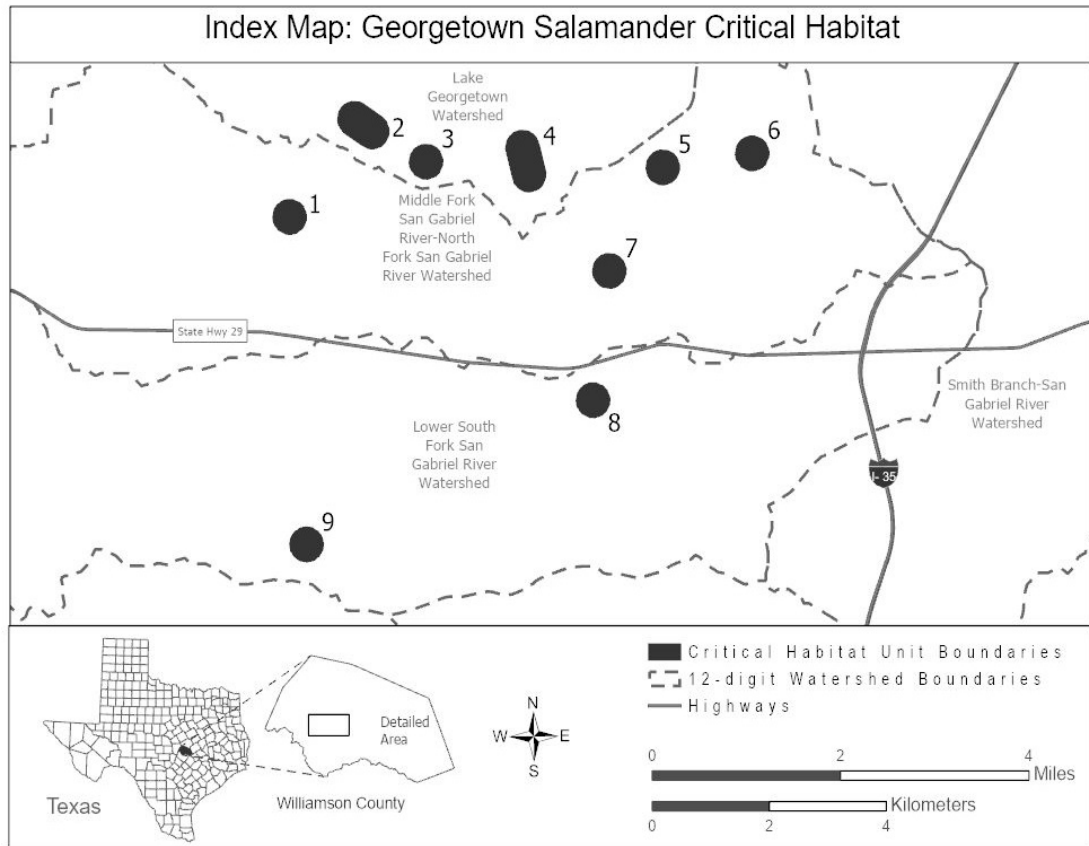 Index Map: Georgetown Salamander Critical Habitat
Lake
Georgetown
Watershed
2
3
4
5
6
1
Middle Fork
San Gabriel
River-North
Fork San Gabriel
River Watershed
7
State Hwy 29
8
Smith Branch-San
Gabriel River
Watershed
Lower South
Fork San
Gabriel River
Watershed
I-35
9
Texas
Williamson County
Detailed
Area
N
W E
S
Critical Habitat Unit Boundaries
12-digit Watershed Boundaries
Highways
0 2 4
Miles
Kilometers
0 2 4